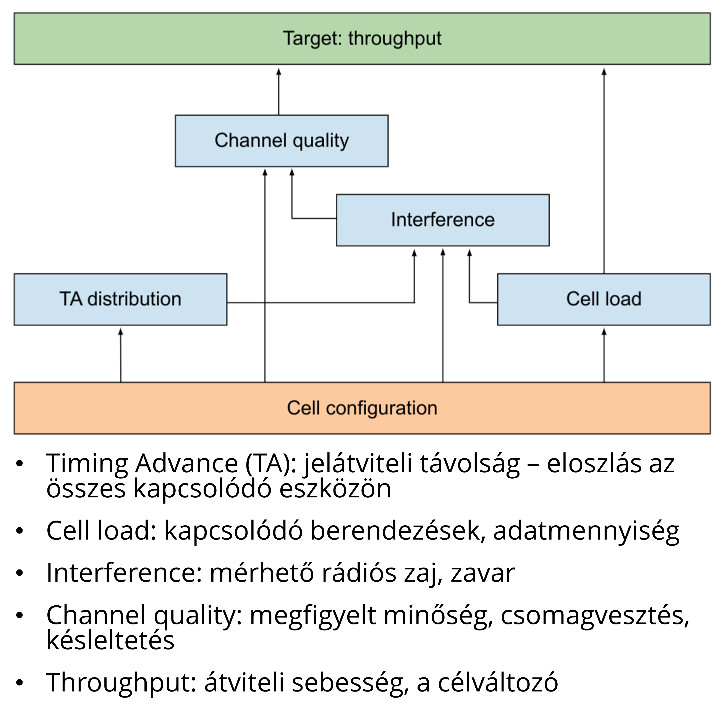 Target: throughput
Channel quality
Interference
TA distribution
Cell load
Cell configuration
• Timing Advance (TA): jelátviteli távolság – eloszlás az
összes kapcsolódó eszközön
• Cell load: kapcsolódó berendezések, adatmennyiség
• Interference: mérhető rádiós zaj, zavar
• Channel quality: megfigyelt minőség, csomagvesztés,
késleltetés
• Throughput: átviteli sebesség, a célváltozó